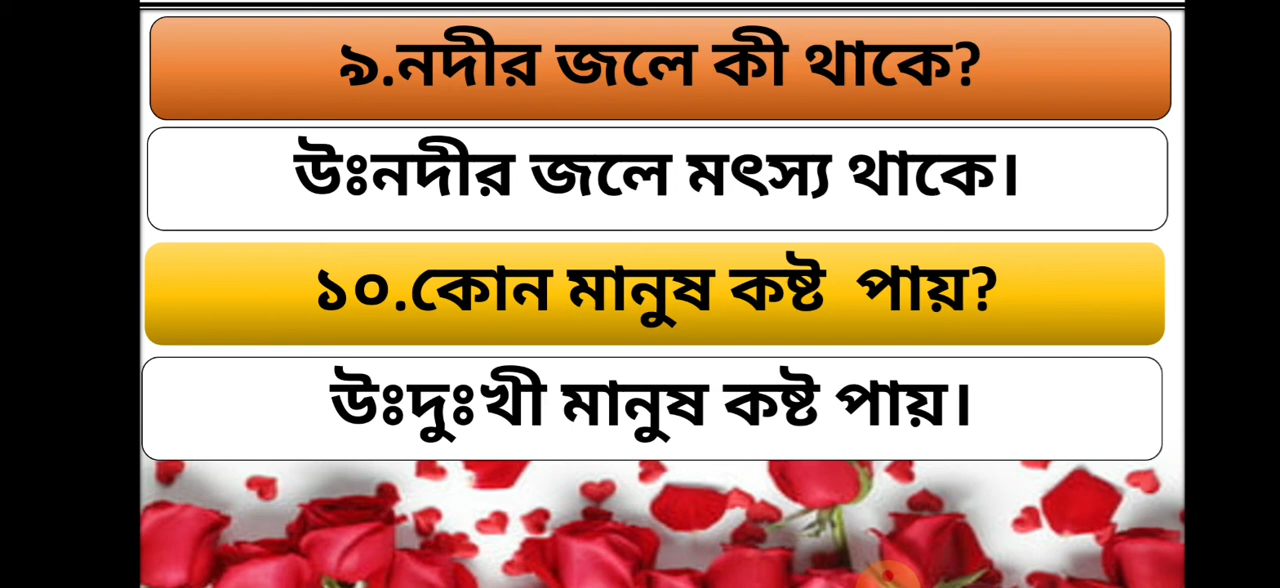 ৯.নদীর জলে কী থাকে?
উঃনদীর জলে মৎস্য থাকে।
১০.কোন মানুষ কষ্ট  পায়?
উঃদুঃখী মানুষ কষ্ট পায়।